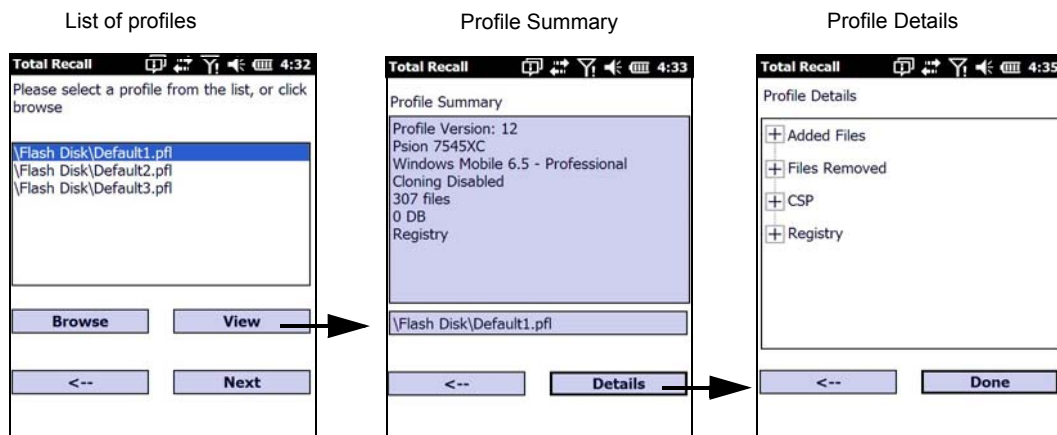 List of profiles
Total Recall 4:32
Please select a profile from the list, or click
browse
\Flash Disk\Default1.pfl
\Flash Disk\Default2.pfl
\Flash Disk\Default3.pfl
Browse View
<-- Next
Profile Summary
Total Recall 4:33
Profile Summary
Profile Version: 12
Psion 7545XC
Windows Mobile 6.5 - Professional
Cloning Disabled
307 files
0 DB
Registry
\Flash Disk\Default1.pfl
<-- Details
Profile Details
Total Recall 4:35
Profile Details
Added Files
Files Removed
CSP
Registry
<-- Done